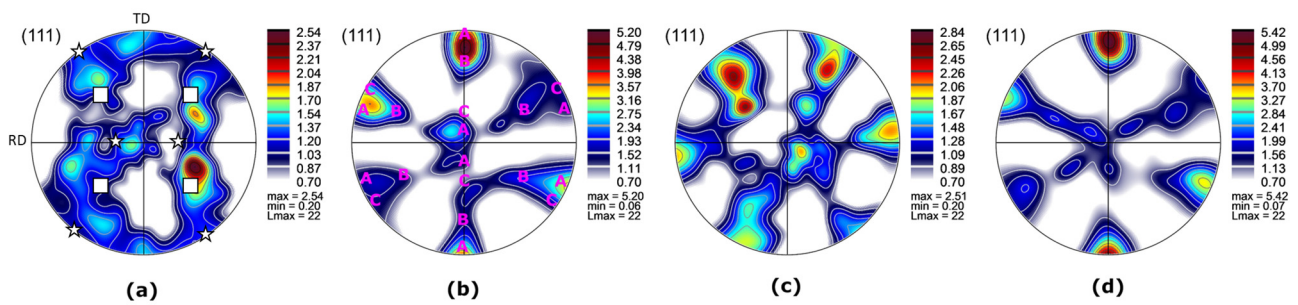 TD
(111)
RD
2.54
2.37
2.21
2.04
1.87
1.70
1.54
1.37
1.20
1.03
0.87
0.70
max = 2.54
min = 0.20
Lmax = 22
(a)
(111)
A
B
C
A
B
C
A
C
B
A
A
A
C
B
C
B
A
C
B
A
5.20
4.79
4.38
3.98
3.57
3.16
2.75
2.34
1.93
1.52
1.11
0.70
max = 5.20
min = 0.06
Lmax = 22
(b)
(111)
2.84
2.65
2.45
2.26
2.06
1.87
1.67
1.48
1.28
1.09
0.89
0.70
max = 2.51
min = 0.20
Lmax = 22
(c)
(111)
5.42
4.99
4.56
4.13
3.70
3.27
2.84
2.41
1.99
1.56
1.13
0.70
max = 5.42
min = 0.07
Lmax = 22
(d)